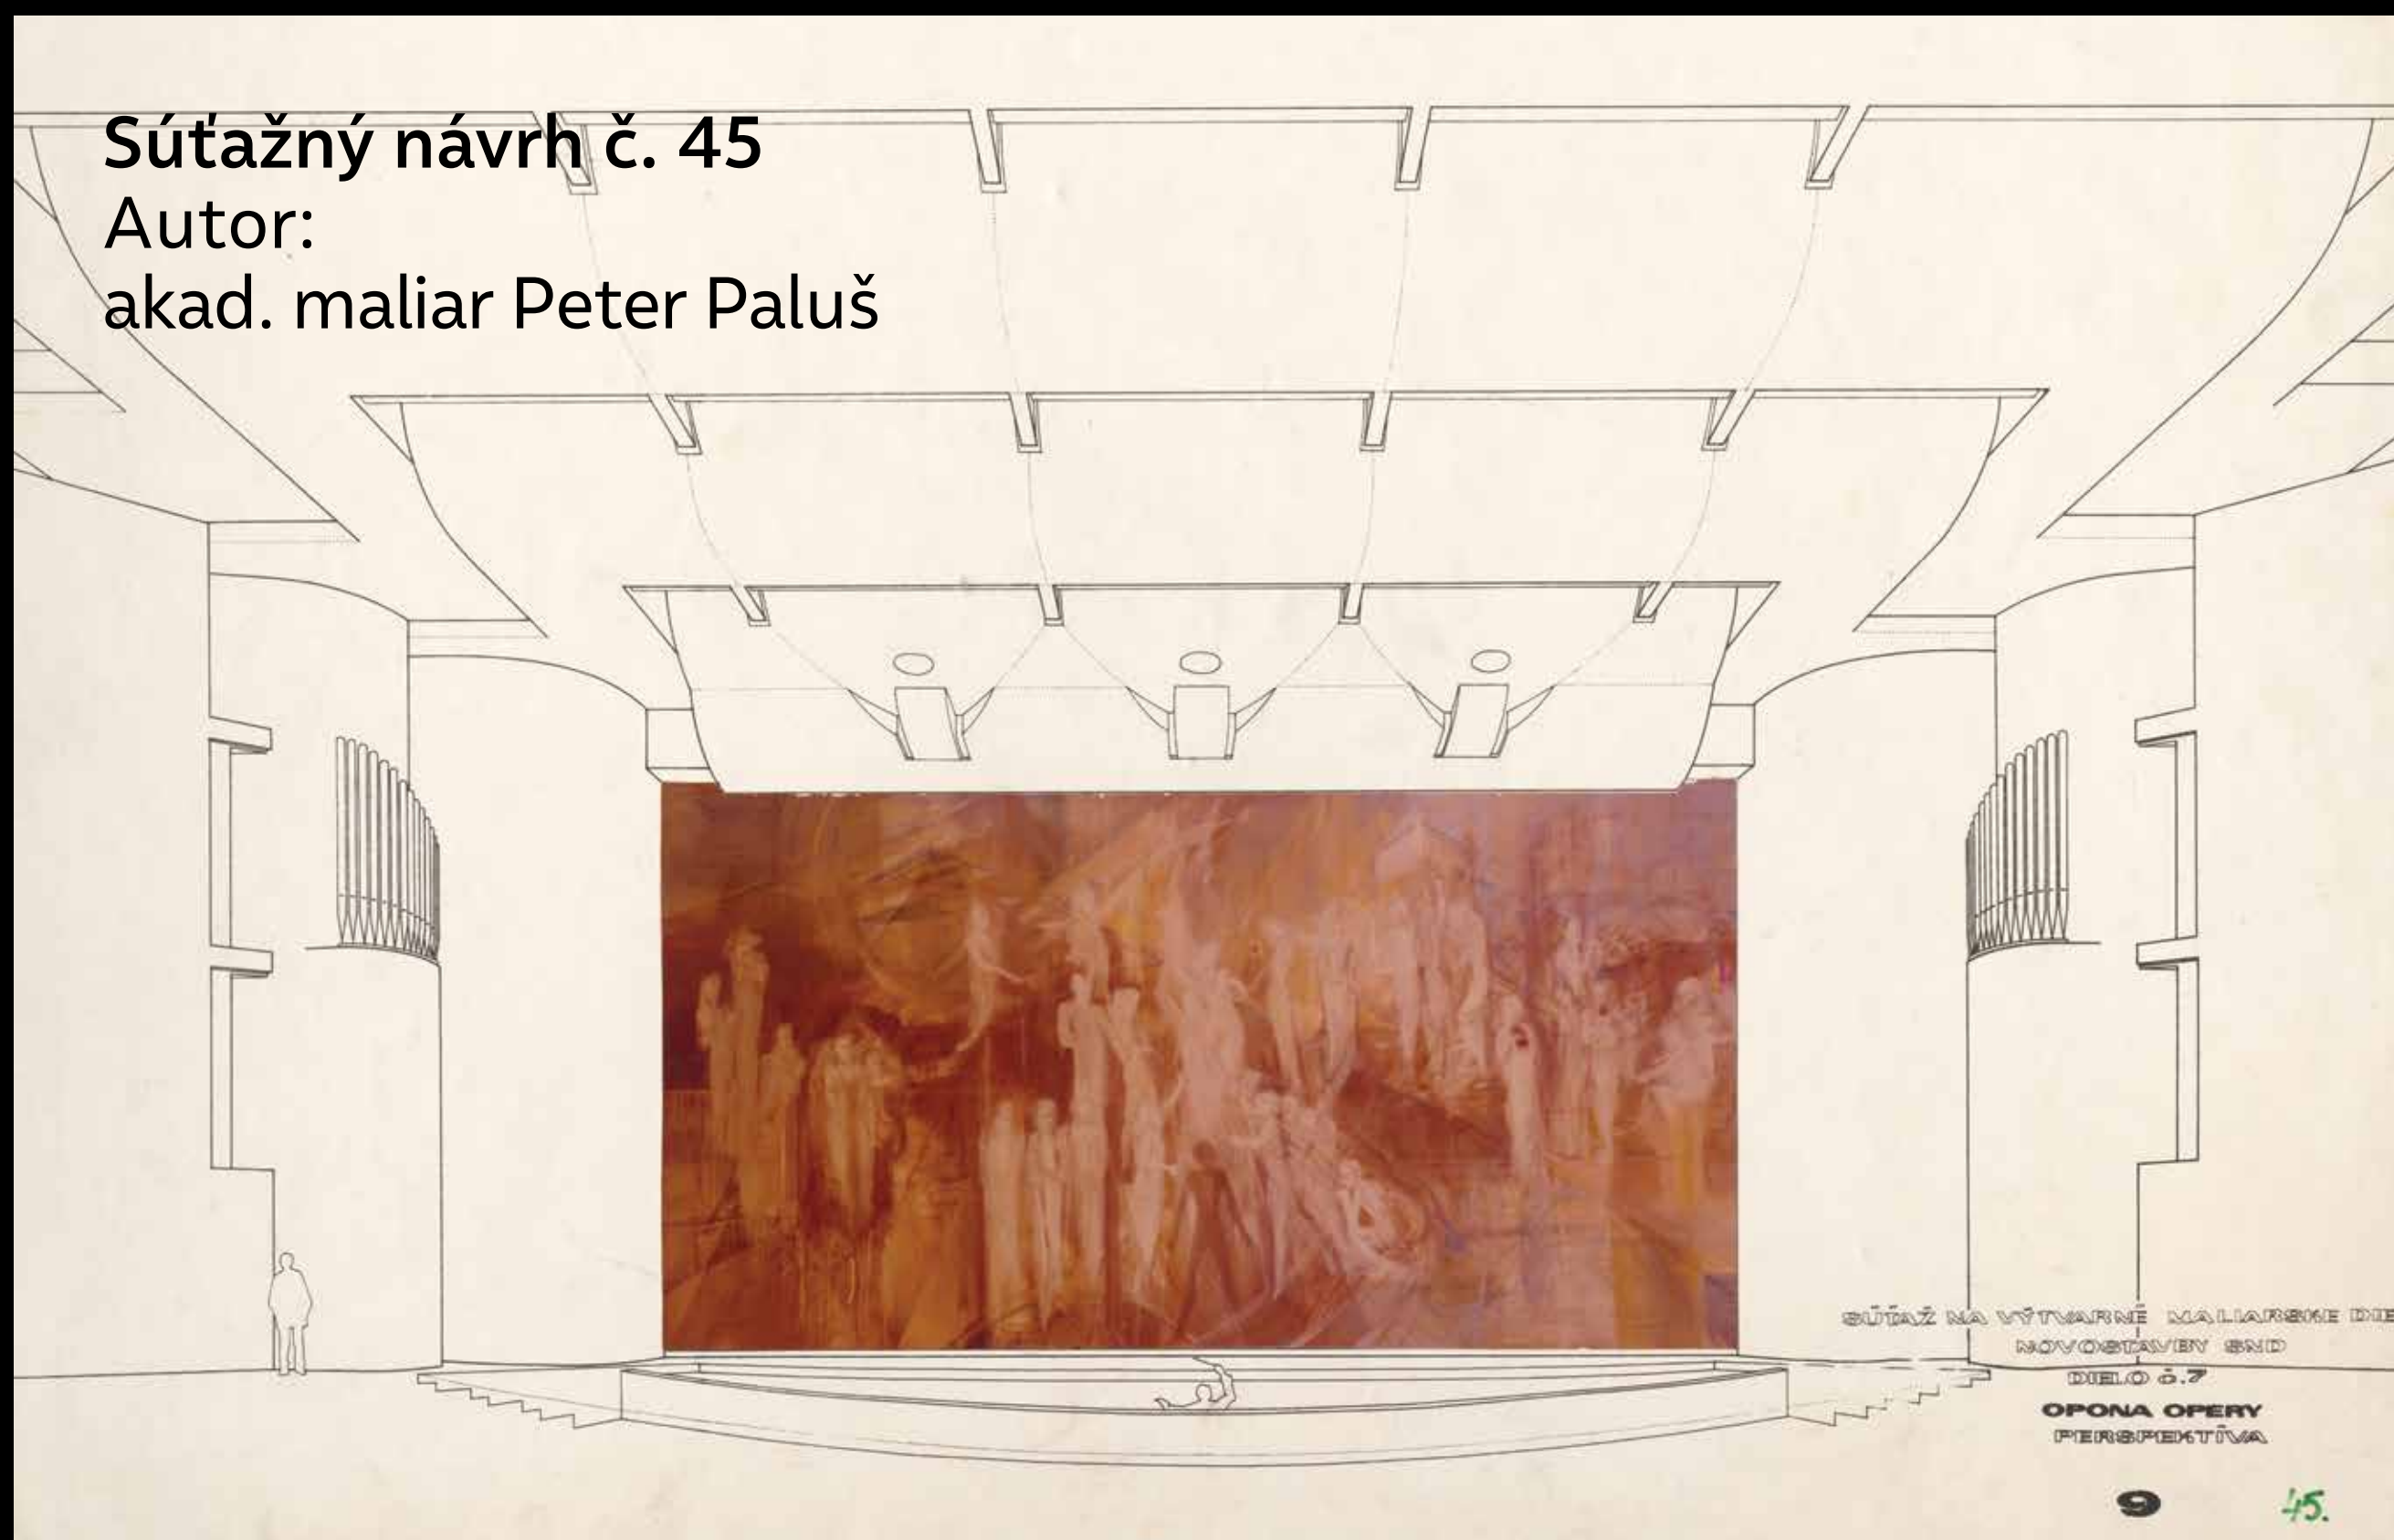 Súťažný návrh č. 45
Autor:
akad. maliar Peter Paluš
SÚŤAŽ NA VÝTVARNÉ MALIARSKE DIE
NOVOSTAVBY SND
DIELO č.7
OPONA OPERY
PERSPEKTÍVA
9
45.